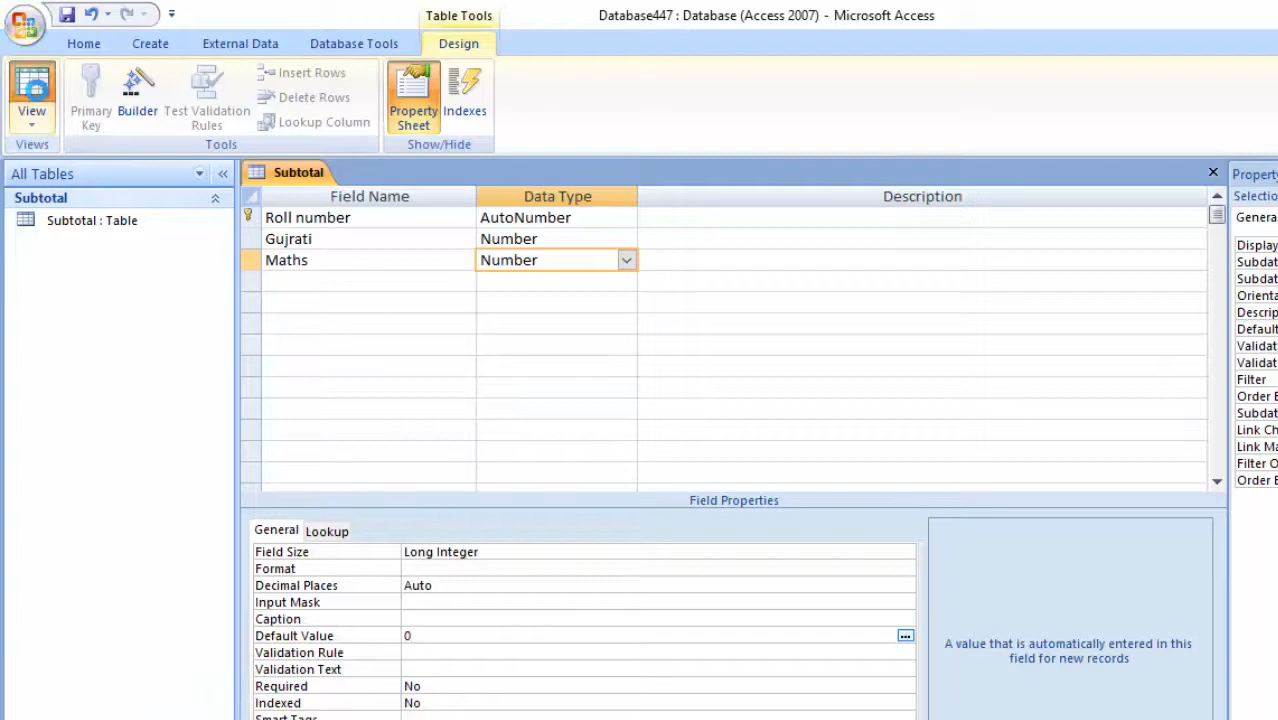 Table Tools
Database447 : Database (Access 2007) - Microsoft Access
Home
Create
External Data
Database Tools
Design
View
Primary
Key
Builder
Test Validation
Rules
Insert Rows
Delete Rows
Lookup Column
Property
Sheet
Indexes
Views
Tools
Show/Hide
All Tables
Subtotal
Subtotal : Table
Subtotal
Field Name
Data Type
Description
Roll number
AutoNumber
Gujrati
Number
Maths
Number
Field Properties
General
Lookup
Field Size
Long Integer
Format
Decimal Places
Auto
Input Mask
Caption
Default Value
0
Validation Rule
Validation Text
Required
No
Indexed
No
Smart Tags
A value that is automatically entered in this
field for new records
Property
Selectio
Genera
Display
Subdat
Subdat
Orienta
Descrip
Default
Validat
Validat
Filter
Order B
Subdat
Link Ch
Link Ma
Filter O
Order B